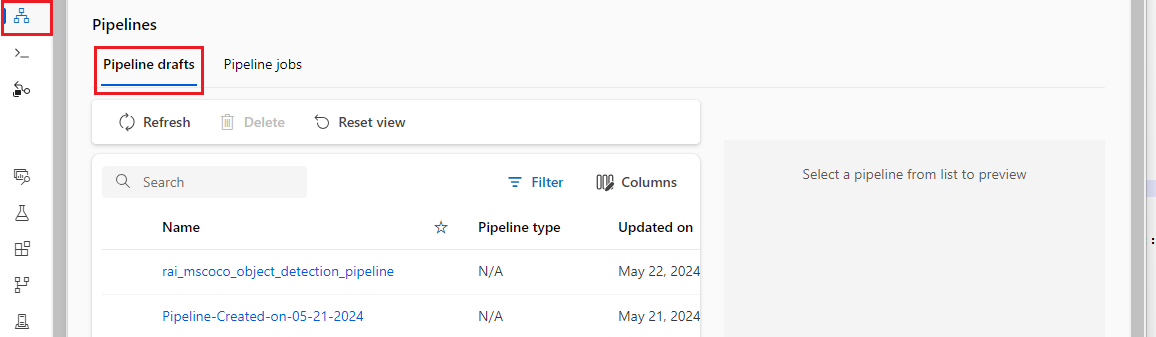 Pipelines
Pipeline drafts Pipeline jobs
Refresh Delete Reset view
Select a pipeline from list to preview
Search Filter Columns
Name Pipeline type Updated on
rai_mscoco_object_detection_pipeline N/A May 22, 2024
Pipeline-Created-on-05-21-2024 N/A May 21, 2024